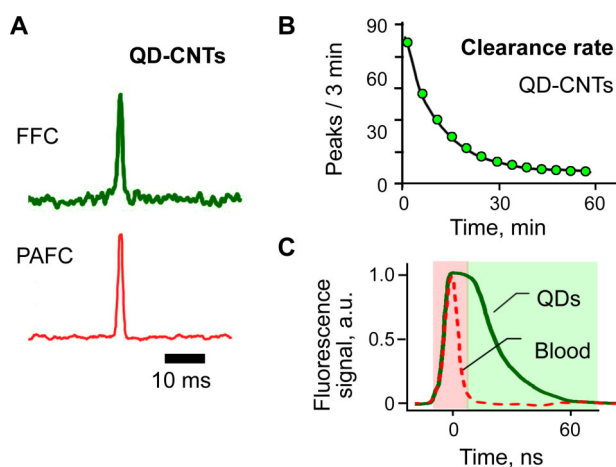 A
QD-CNTs
FFC
PAFC
10 ms
B
90
60
30
0
Peaks / 3 min
Clearance rate
QD-CNTs
0
30
60
Time, min
C
Fluorescence
signal, a.u.
1.0
0.5
0
QDs
Blood
0
60
Time, ns